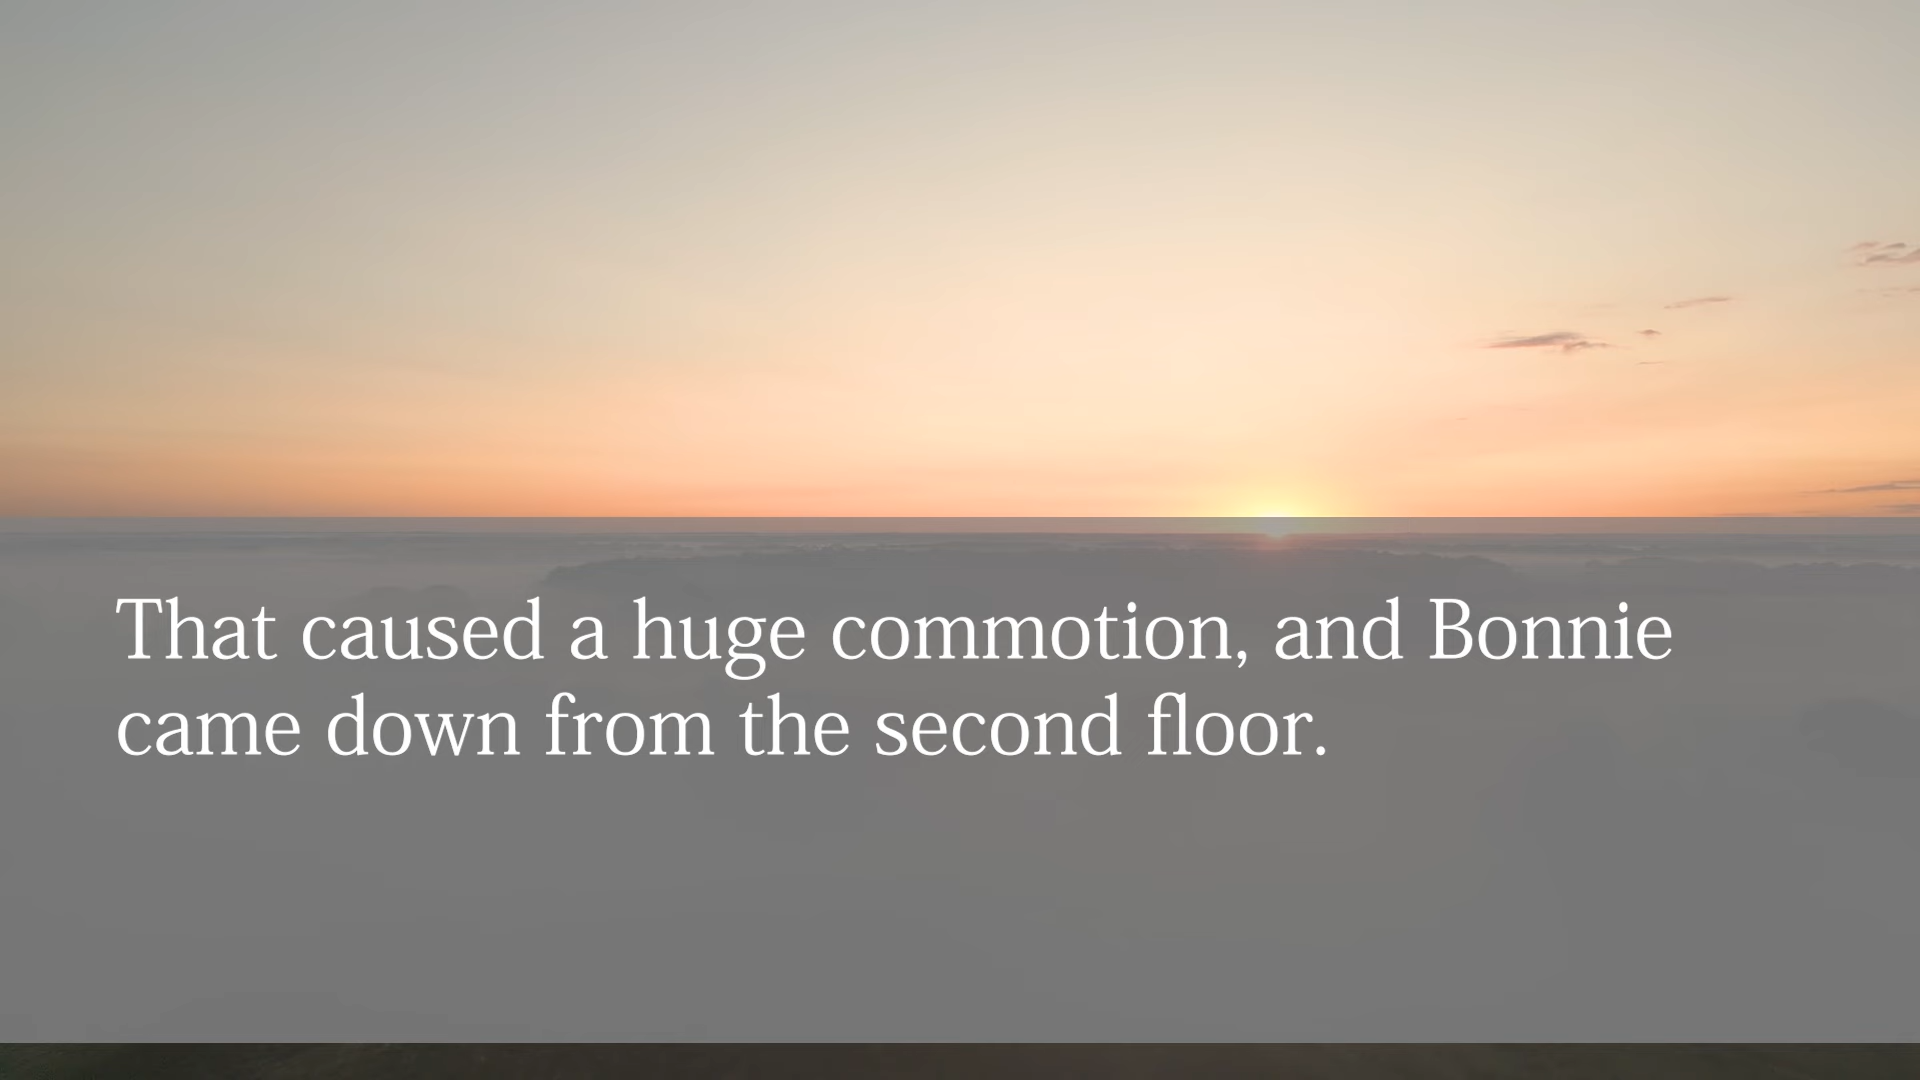 That caused a huge commotion, and Bonnie
came down from the second floor.